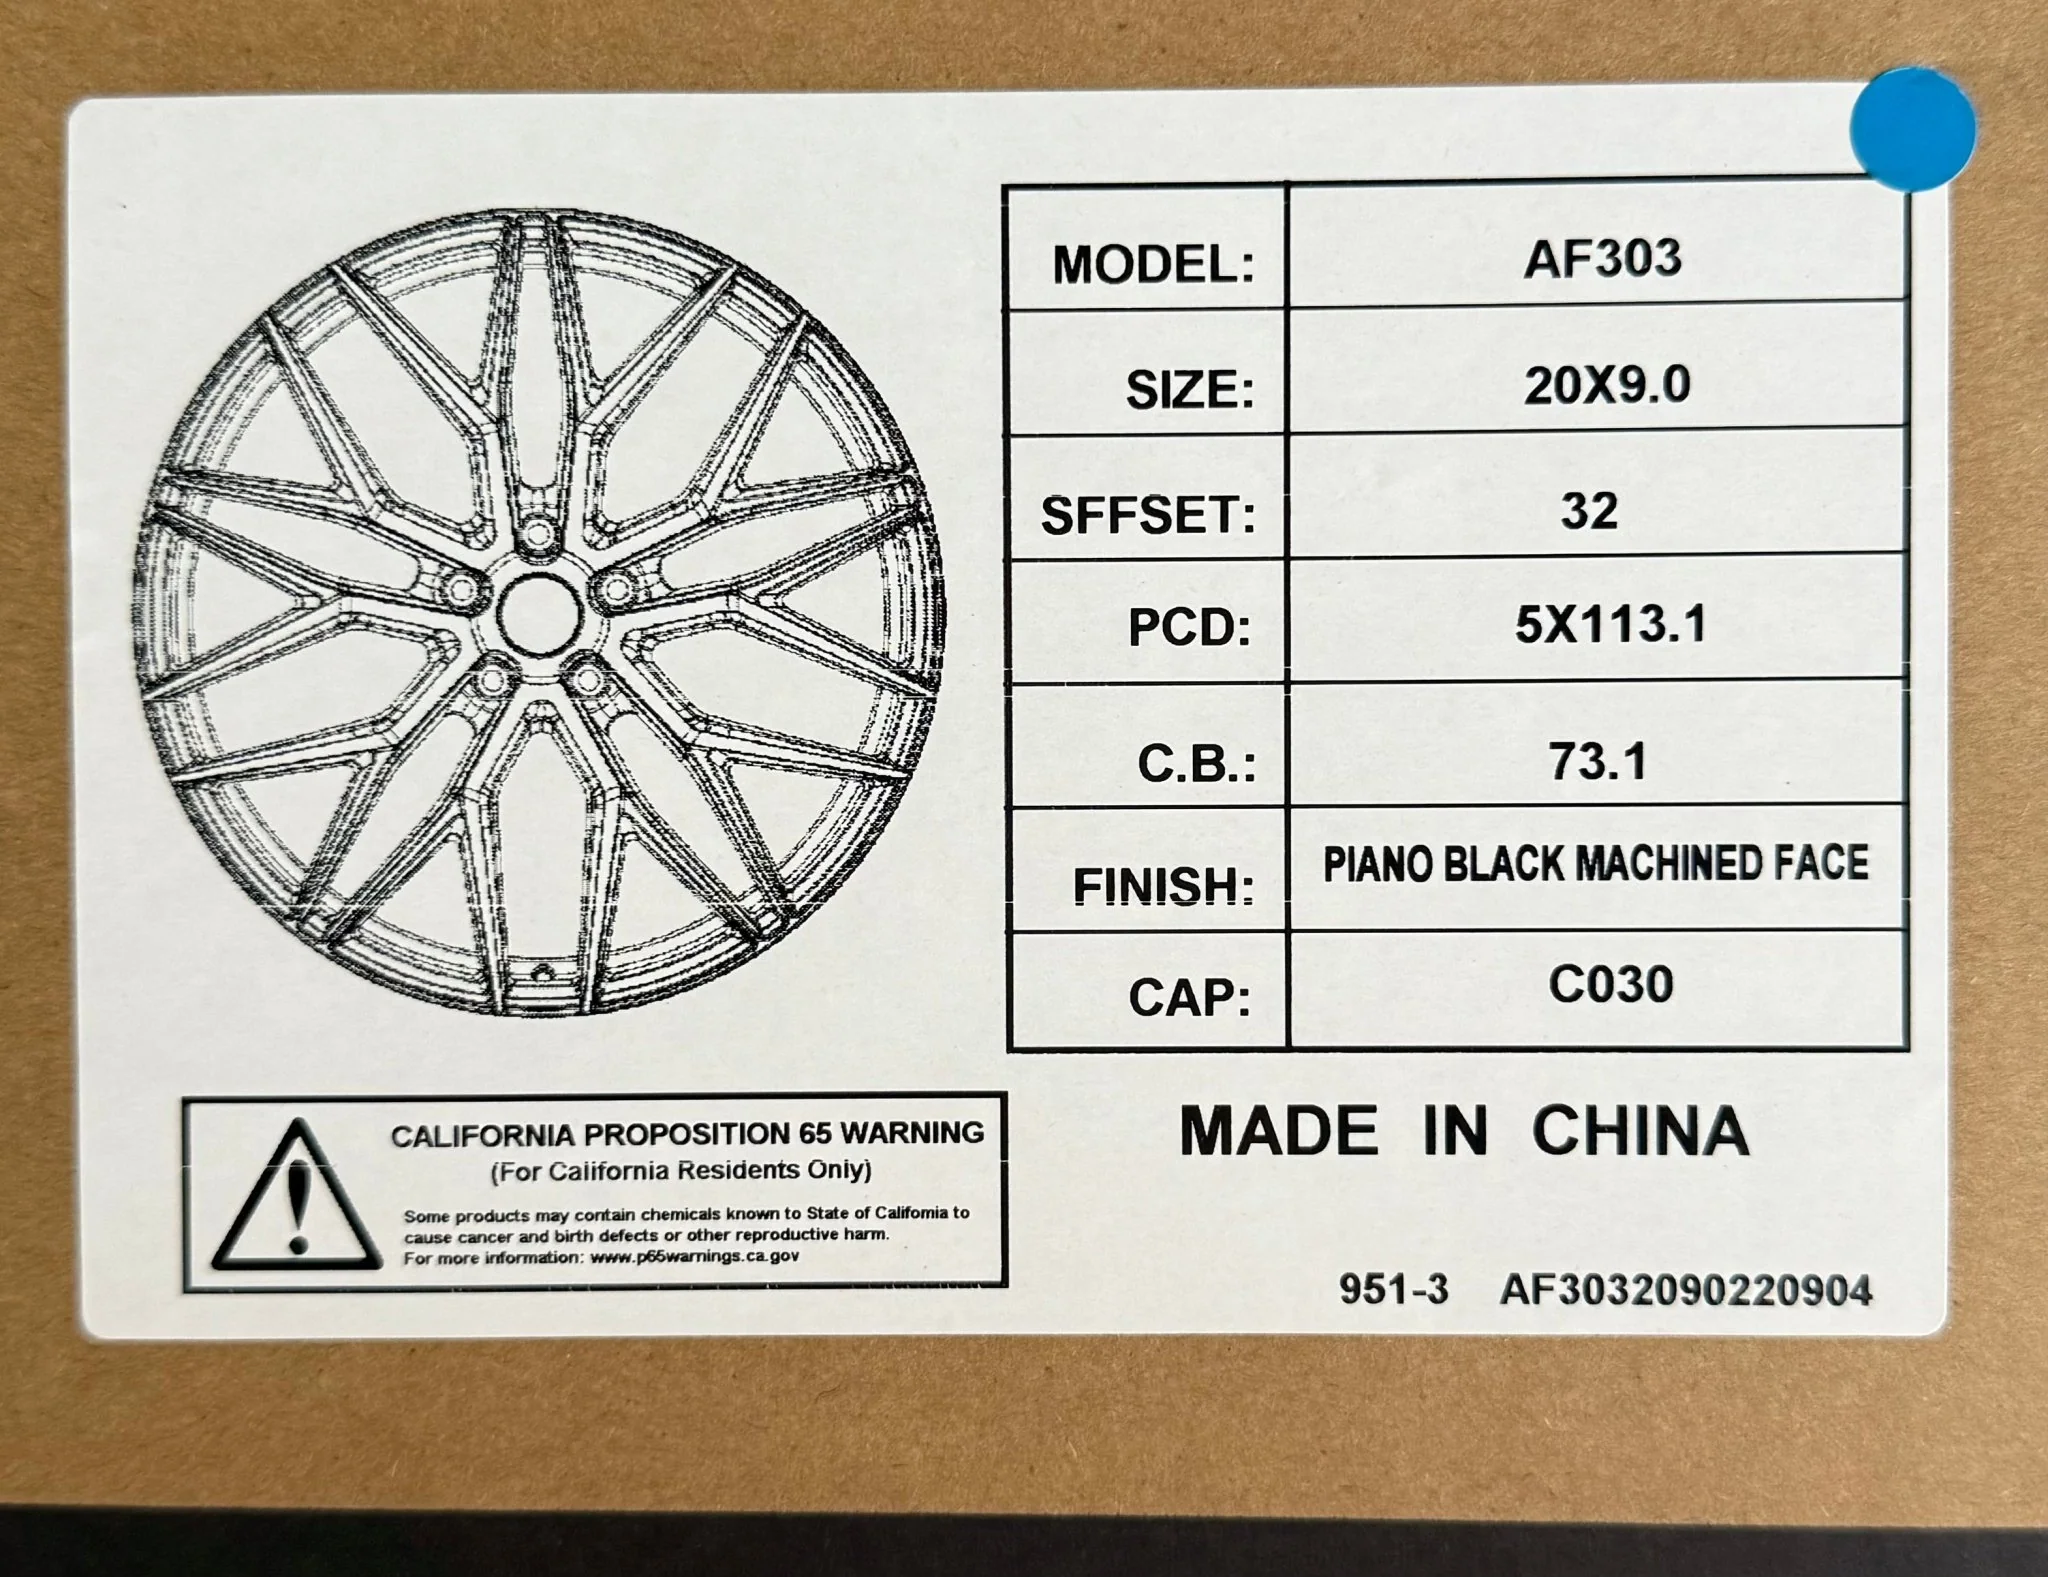 MODEL: AF303
SIZE: 20X9.0
SFFSET: 32
PCD: 5X113.1
C.B.: 73.1
FINISH: PIANO BLACK MACHINED FACE
CAP: C030
CALIFORNIA PROPOSITION 65 WARNING
(For California Residents Only)
Some products may contain chemicals known to State of California to
cause cancer and birth defects or other reproductive harm.
For more information: www.p65warnings.ca.gov
MADE IN CHINA
951-3 AF3032090220904